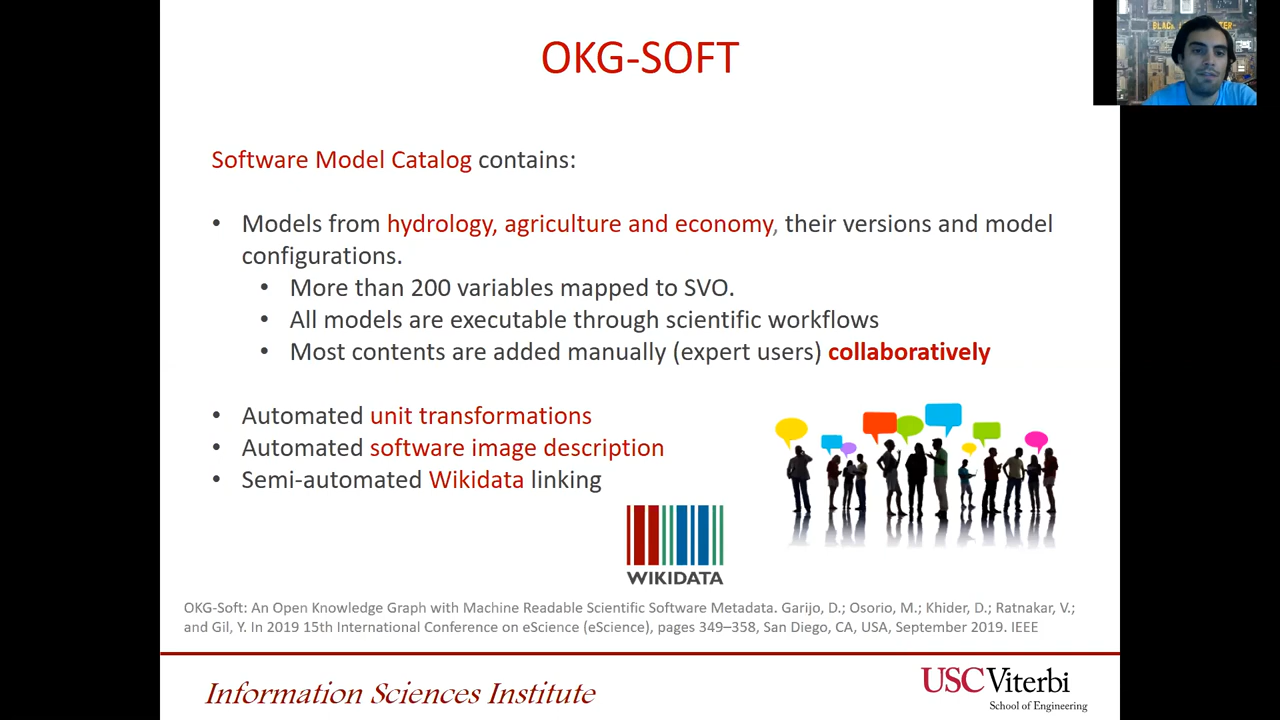 OKG-SOFT
Software Model Catalog contains:
• Models from hydrology, agriculture and economy, their versions and model
configurations.
• More than 200 variables mapped to SVO.
• All models are executable through scientific workflows
• Most contents are added manually (expert users) collaboratively
• Automated unit transformations
• Automated software image description
• Semi-automated Wikidata linking
WIKIDATA
OKG-Soft: An Open Knowledge Graph with Machine Readable Scientific Software Metadata. Garijo, D.; Osorio, M.; Khider, D.; Ratnakar, V.;
and Gil, Y. In 2019 15th International Conference on eScience (eScience), pages 349–358, San Diego, CA, USA, September 2019. IEEE
Information Sciences Institute
USC Viterbi
School of Engineering